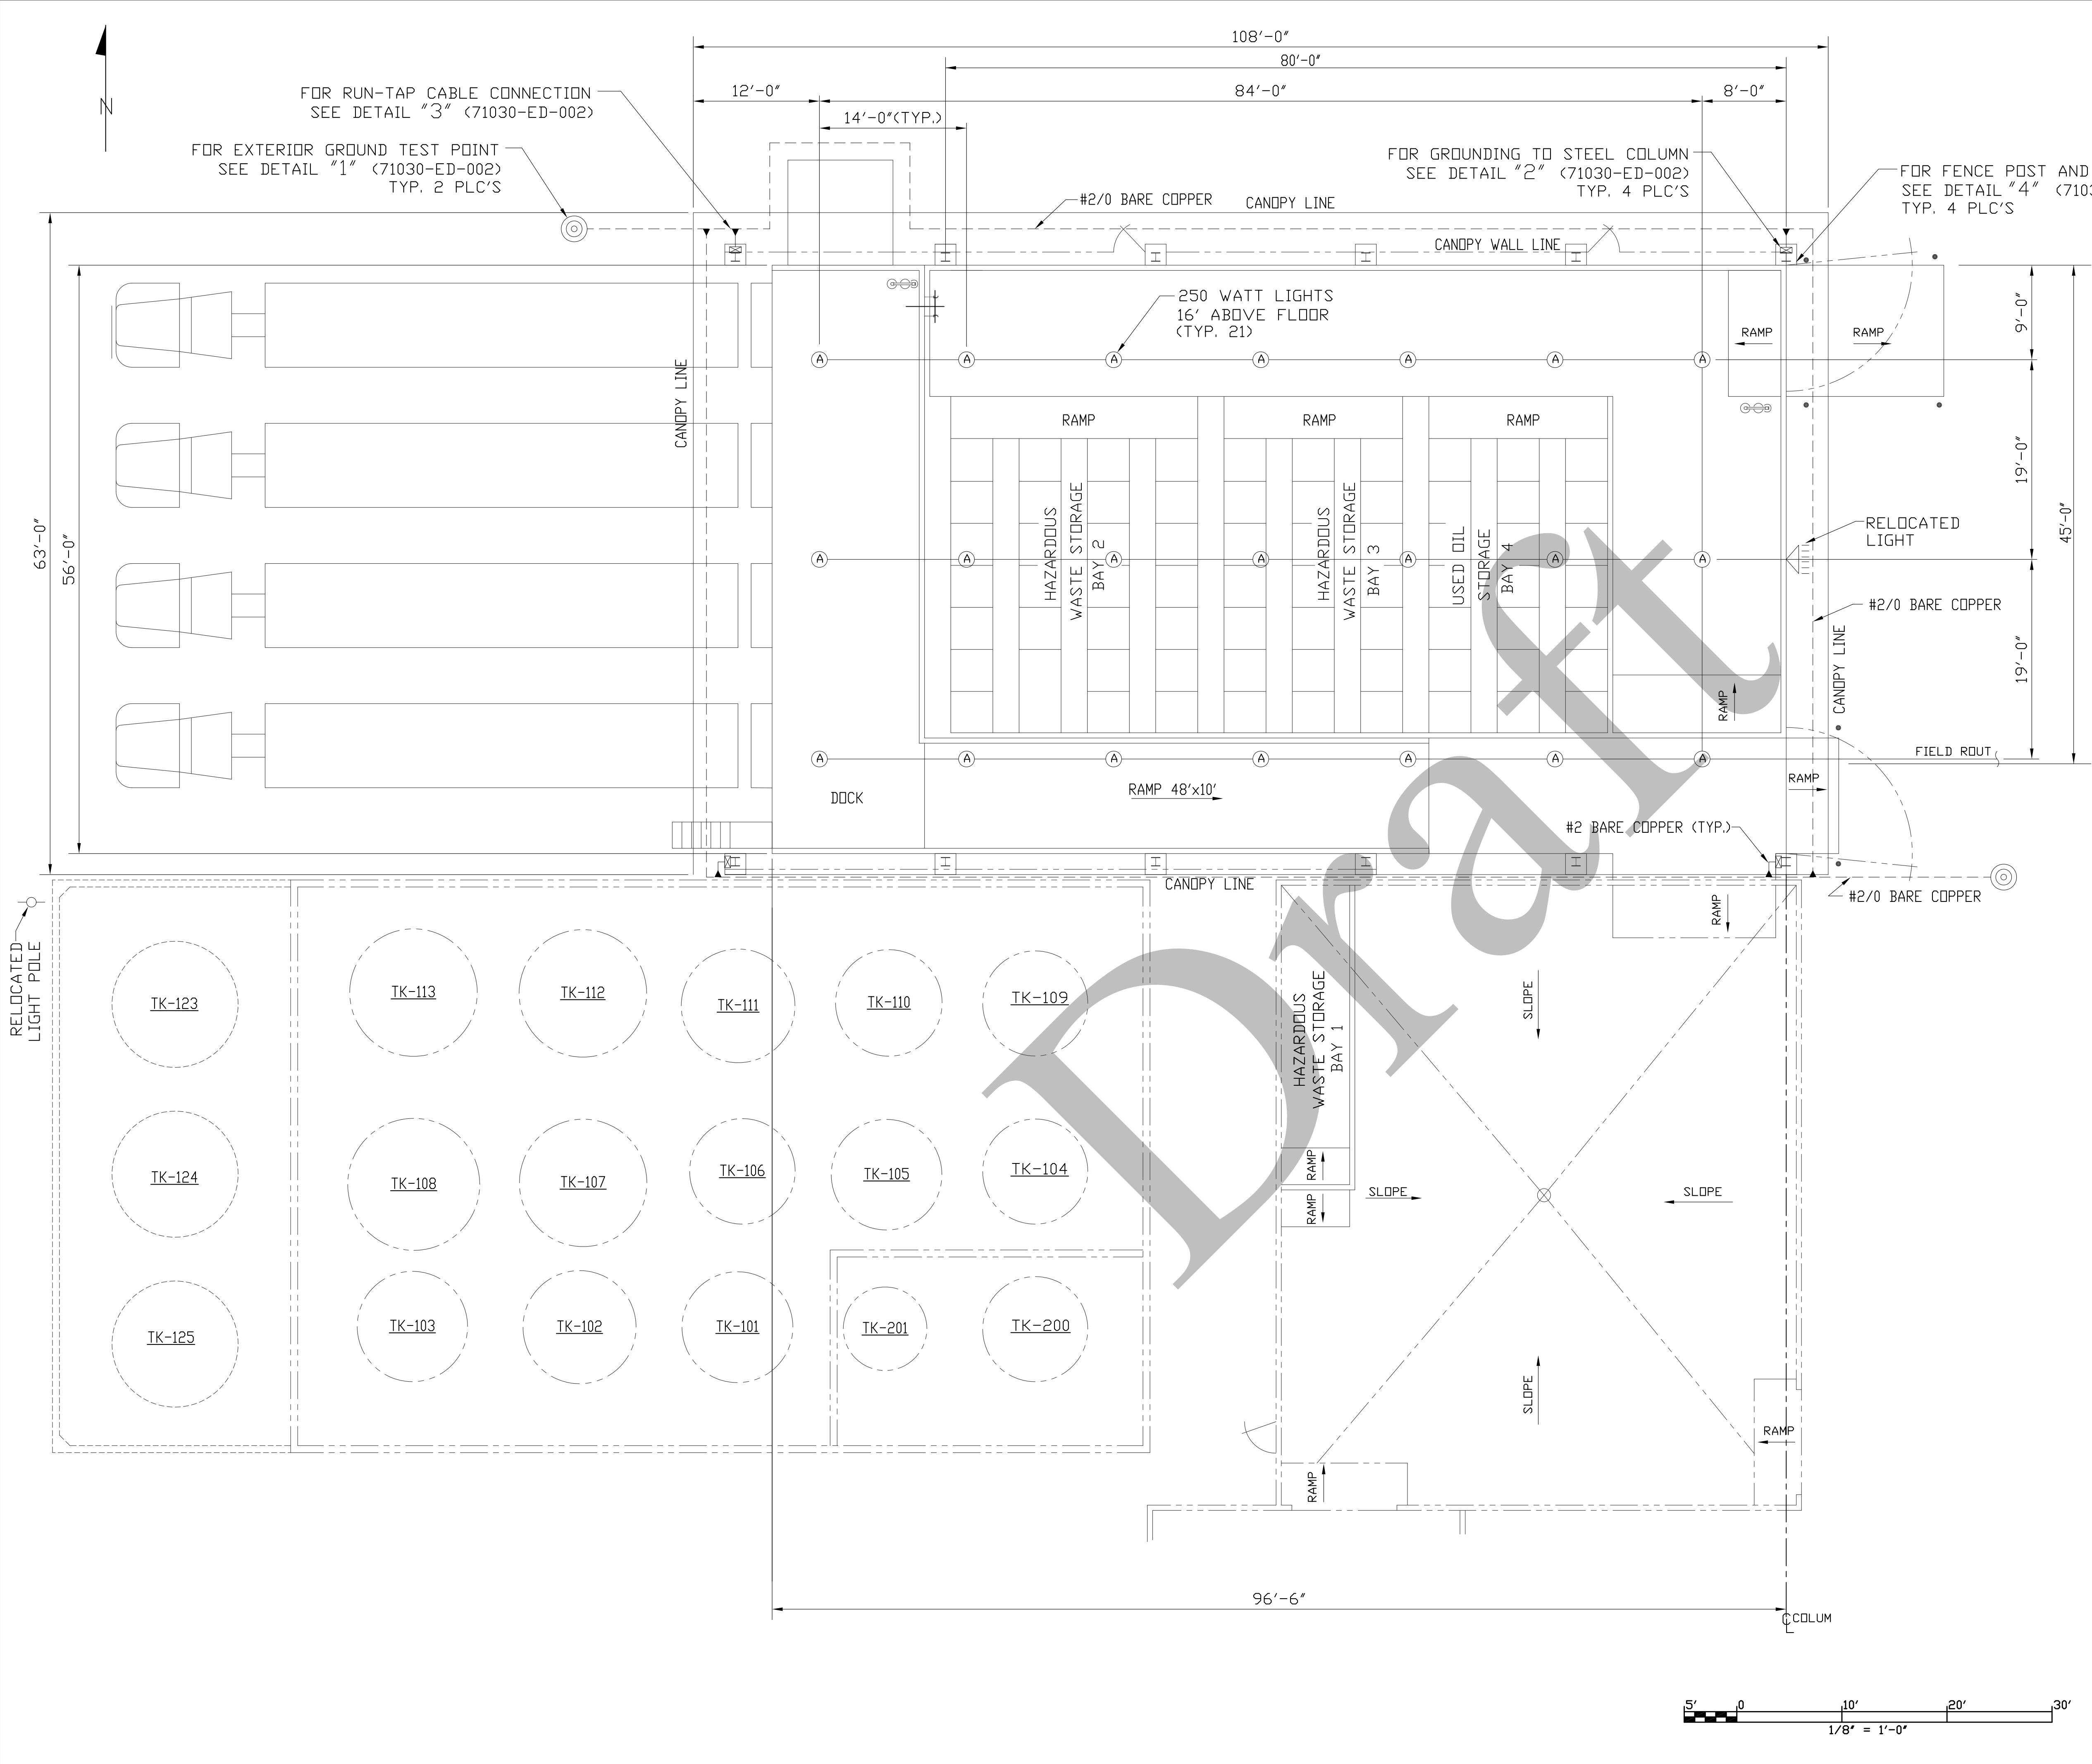 108'-0"
80'-0"
12'-0"
84'-0"
8'-0"
14'-0"(TYP.)
N
FOR RUN-TAP CABLE CONNECTION
SEE DETAIL "3" (71030-ED-002)
FOR EXTERIOR GROUND TEST POINT
SEE DETAIL "1" (71030-ED-002)
TYP. 2 PLC'S
#2/0 BARE COPPER
CANOPY LINE
FOR GROUNDING TO STEEL COLUMN
SEE DETAIL "2" (71030-ED-002)
TYP. 4 PLC'S
FOR FENCE POST AND
SEE DETAIL "4" (7103
TYP. 4 PLC'S
CANOPY WALL LINE
250 WATT LIGHTS
16' ABOVE FLOOR
(TYP. 21)
RAMP
RAMP
9'-0"
A
A
A
A
A
A
A
CANOPY LINE
RAMP
RAMP
RAMP
19'-0"
45'-0"
63'-0"
56'-0"
HAZARDOUS
WASTE STORAGE
BAY 2
HAZARDOUS
WASTE STORAGE
BAY 3
USED OIL
STORAGE
BAY 4
RELOCATED
LIGHT
A
A
A
A
A
A
A
#2/0 BARE COPPER
CANOPY LINE
19'-0"
RAMP
A
A
A
A
A
A
A
FIELD ROUT
RAMP
DOCK
RAMP 48'x10'
#2 BARE COPPER (TYP.)
CANOPY LINE
#2/0 BARE COPPER
RAMP
RELOCATED
LIGHT POLE
TK-123
TK-113
TK-112
TK-111
TK-110
TK-109
HAZARDOUS
WASTE STORAGE
BAY 1
SLOPE
TK-124
TK-108
TK-107
TK-106
TK-105
TK-104
RAMP
RAMP
SLOPE
SLOPE
TK-125
TK-103
TK-102
TK-101
TK-201
TK-200
SLOPE
RAMP
RAMP
96'-6"
CL COLUM
Draft
5'
0
10'
20'
30'
1/8" = 1'-0"